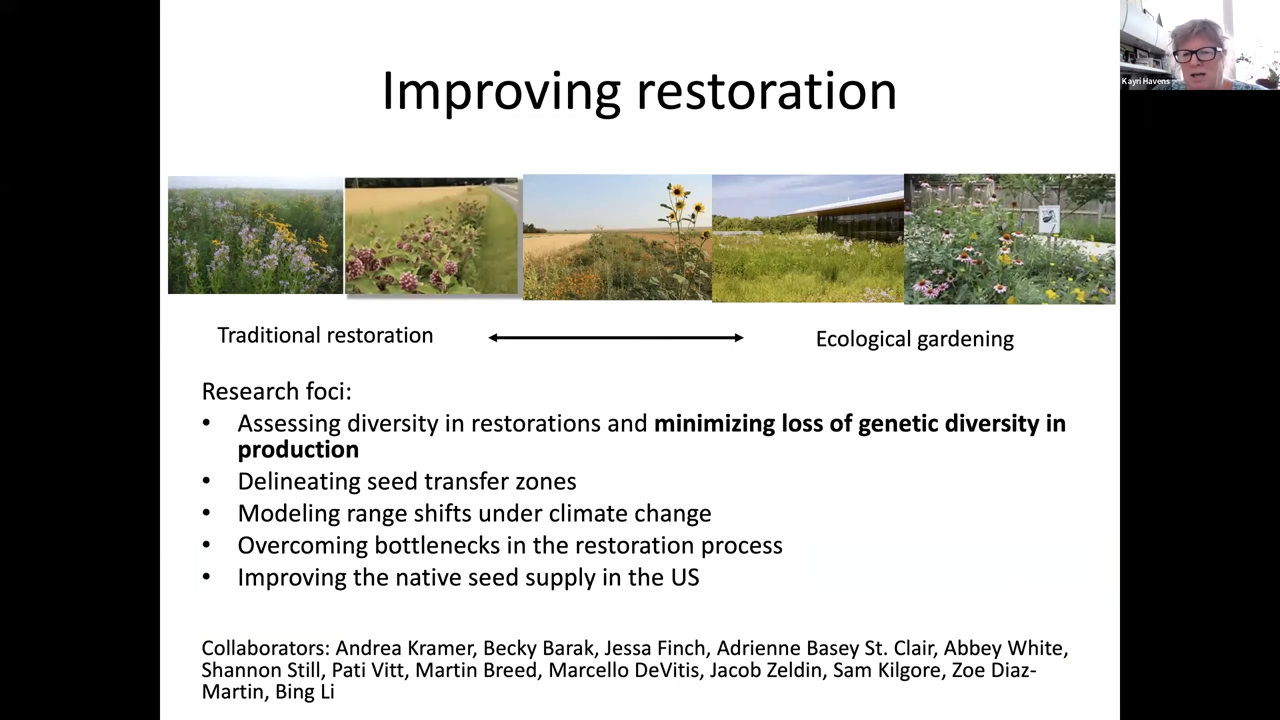 Kayri Havens
Improving restoration
Traditional restoration
Ecological gardening
Research foci:
• Assessing diversity in restorations and minimizing loss of genetic diversity in
production
• Delineating seed transfer zones
• Modeling range shifts under climate change
• Overcoming bottlenecks in the restoration process
• Improving the native seed supply in the US
Collaborators: Andrea Kramer, Becky Barak, Jessa Finch, Adrienne Basey St. Clair, Abbey White,
Shannon Still, Pati Vitt, Martin Breed, Marcello DeVitis, Jacob Zeldin, Sam Kilgore, Zoe Diaz-
Martin, Bing Li